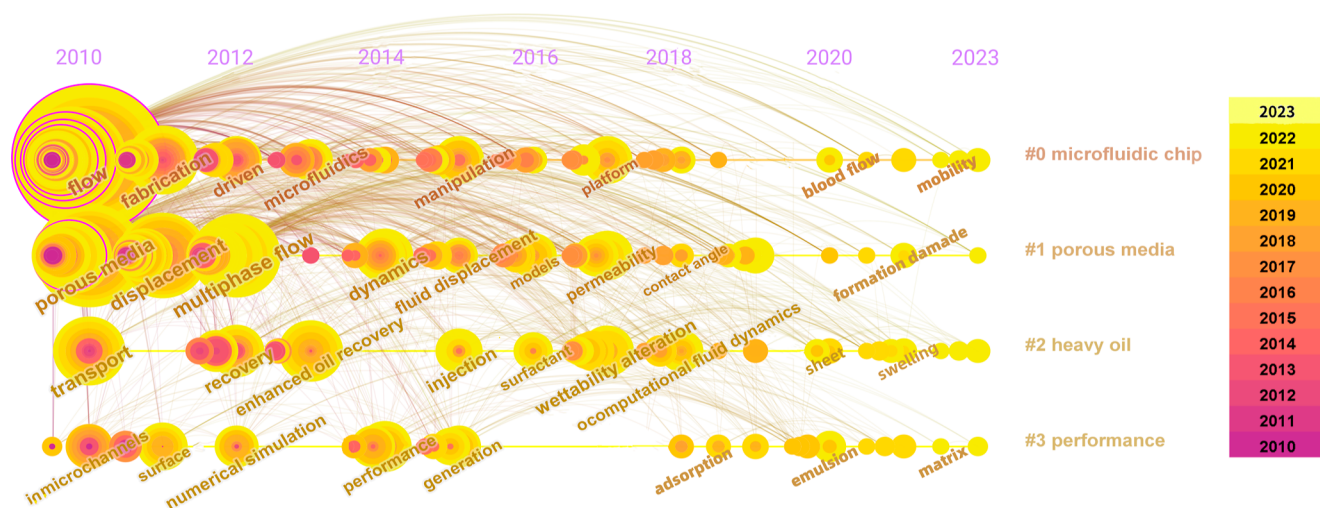 2010 2012 2014 2016 2018 2020 2023
flow fabrication driven microfluidics manipulation platform blood flow mobility #0 microfluidic chip
porous media displacement multiphase flow dynamics fluid displacement models permeability contact angle formation damade #1 porous media
transport recovery enhanced oil recovery injection surfactant wettability alteration ocomputational fluid dynamics sheet swelling #2 heavy oil
inmicrochannels surface numerical simulation performance generation adsorption emulsion matrix #3 performance
2023
2022
2021
2020
2019
2018
2017
2016
2015
2014
2013
2012
2011
2010